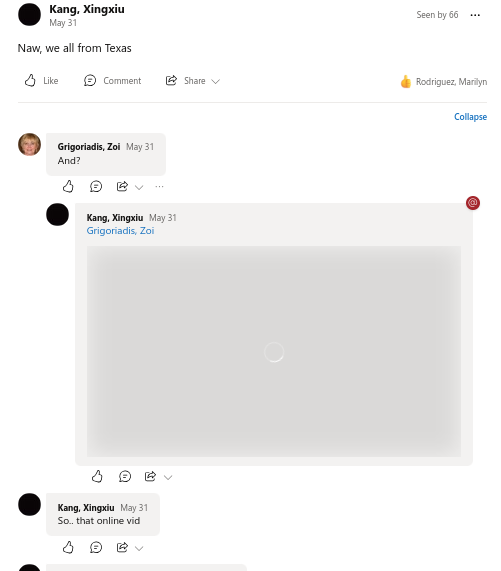 Kang, Xingxiu
May 31
Seen by 66
Naw, we all from Texas
Like
Comment
Share
Rodríguez, Marilyn
Collapse
Grigoriadis, Zoi May 31
And?
@
Kang, Xingxiu May 31
Grigoriadis, Zoi
Kang, Xingxiu May 31
So.. that online vid